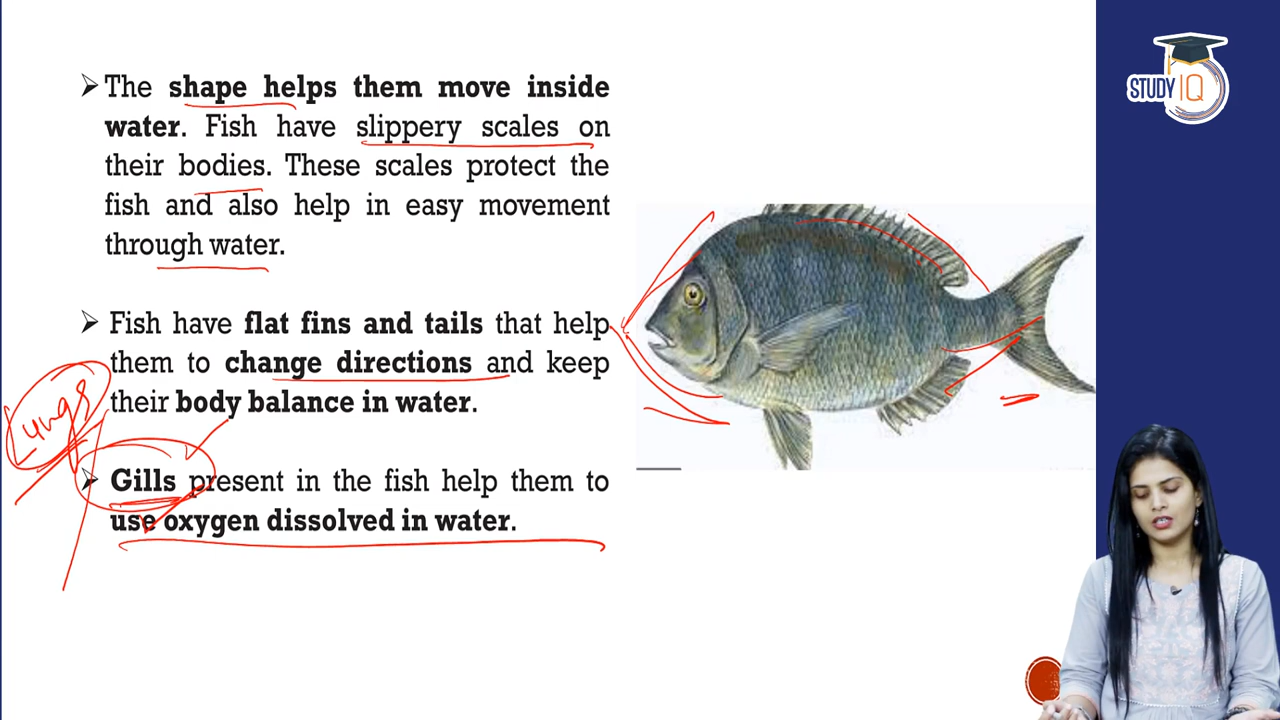 The shape helps them move inside
water. Fish have slippery scales on
their bodies. These scales protect the
fish and also help in easy movement
through water.
Fish have flat fins and tails that help
them to change directions and keep
their body balance in water.
Lungs
Gills present in the fish help them to
use oxygen dissolved in water.
STUDY IQ